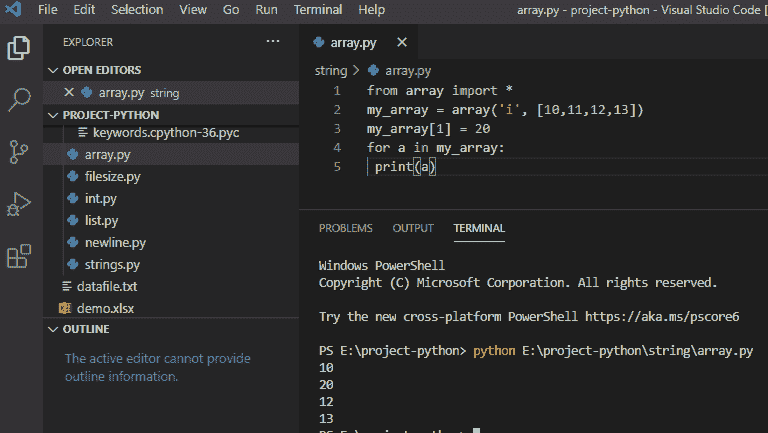 File Edit Selection View Go Run Terminal Help array.py - project-python - Visual Studio Code [
EXPLORER ...
OPEN EDITORS
array.py string
PROJECT-PYTHON
keywords.cpython-36.pyc
array.py
filesize.py
int.py
list.py
newline.py
strings.py
datafile.txt
demo.xlsx
OUTLINE
The active editor cannot provide
outline information.
array.py
string > array.py
1 from array import *
2 my_array = array('i', [10,11,12,13])
3 my_array[1] = 20
4 for a in my_array:
5 print(a)
PROBLEMS OUTPUT TERMINAL
Windows PowerShell
Copyright (C) Microsoft Corporation. All rights reserved.
Try the new cross-platform PowerShell https://aka.ms/pscore6
PS E:\project-python> python E:\project-python\string\array.py
10
20
12
13
PS E:\project-python>